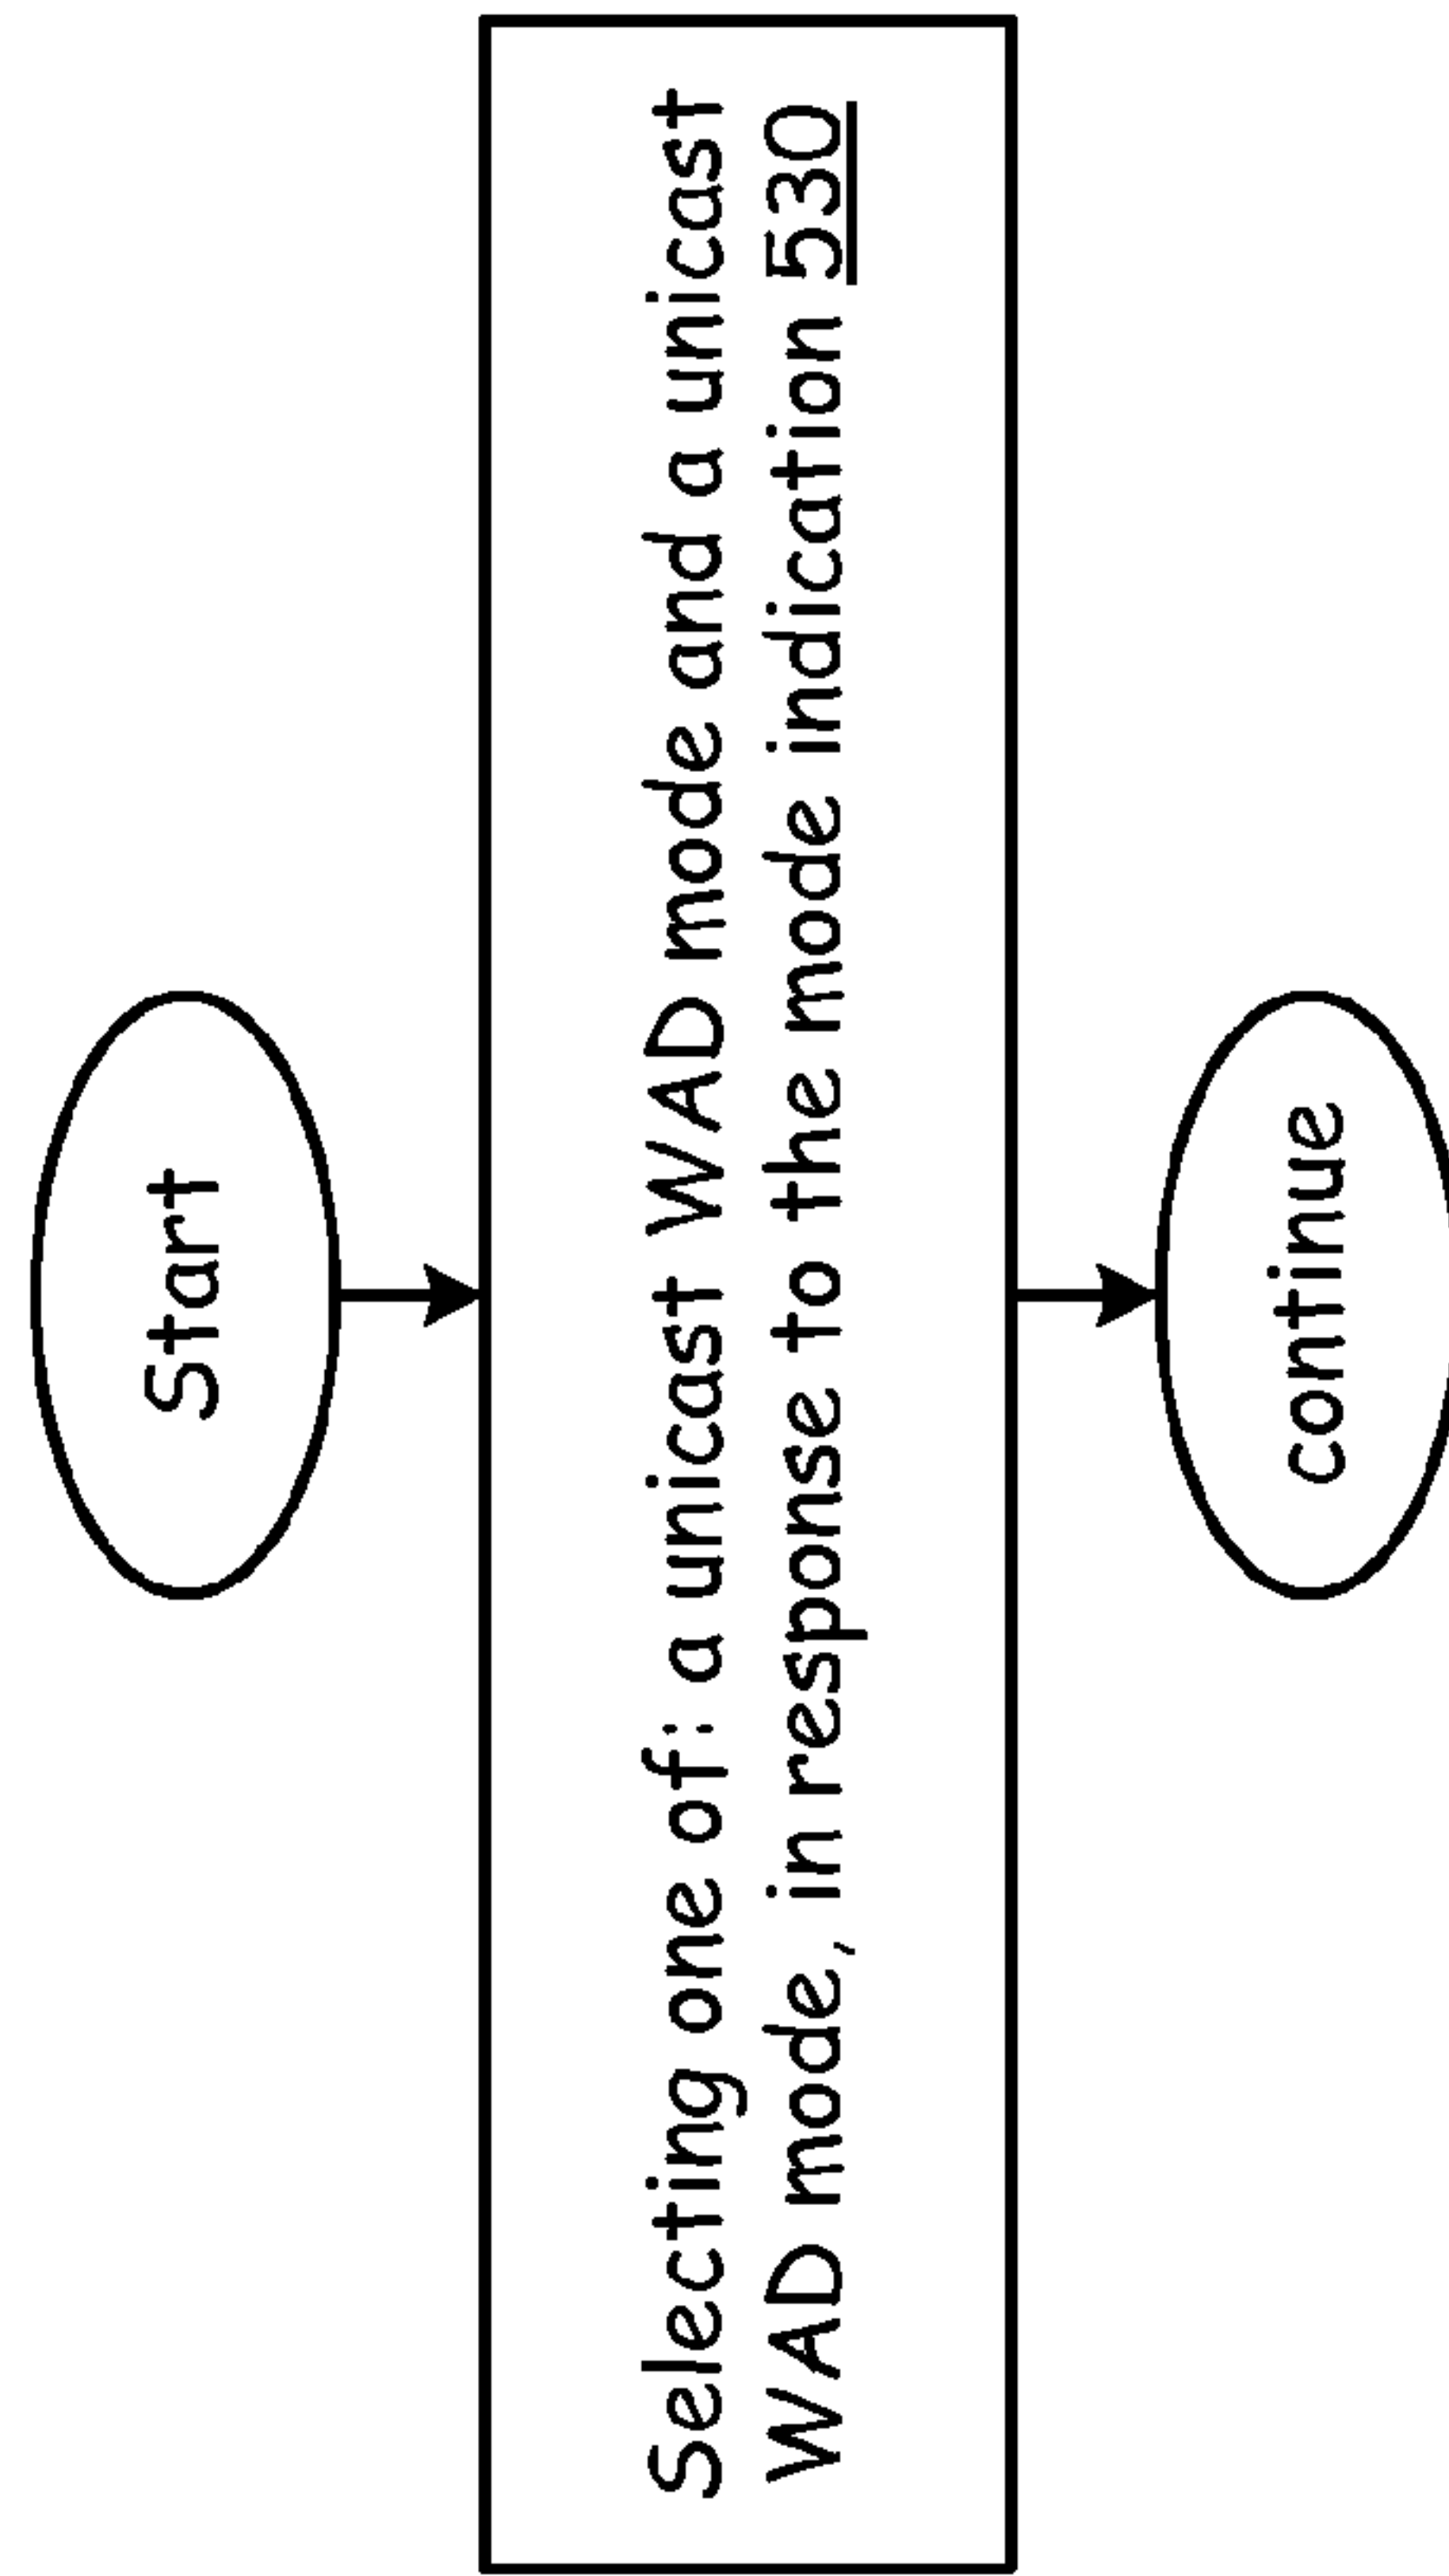 Start
Selecting one of: a unicast WAD mode and a unicast
WAD mode, in response to the mode indication 530
continue